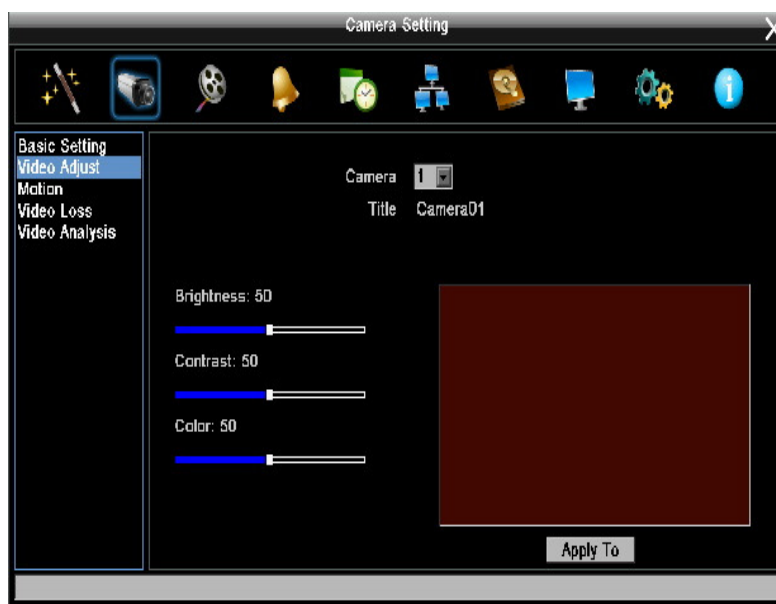 Camera Setting
X
Basic Setting
Video Adjust
Motion
Video Loss
Video Analysis
Camera 1
Title Camera01
Brightness: 50
Contrast: 50
Color: 50
Apply To